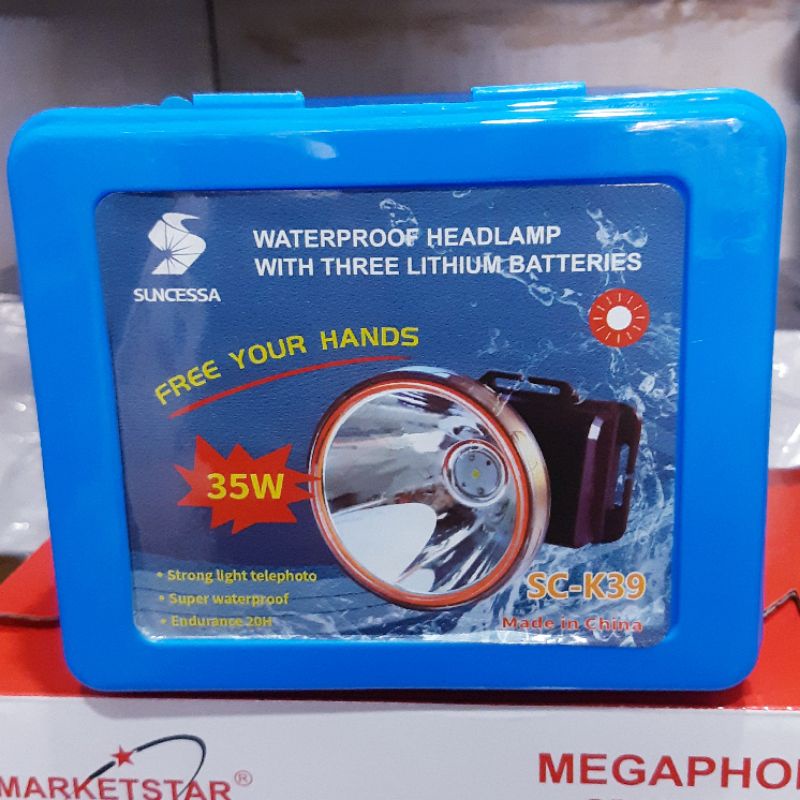 SUNCESSA
WATERPROOF HEADLAMP
WITH THREE LITHIUM BATTERIES
FREE YOUR HANDS
35W
• Strong light telephoto
• Super waterproof
• Endurance 20H
SC-K39
Made in China
MARKETSTAR®
MEGAPHO